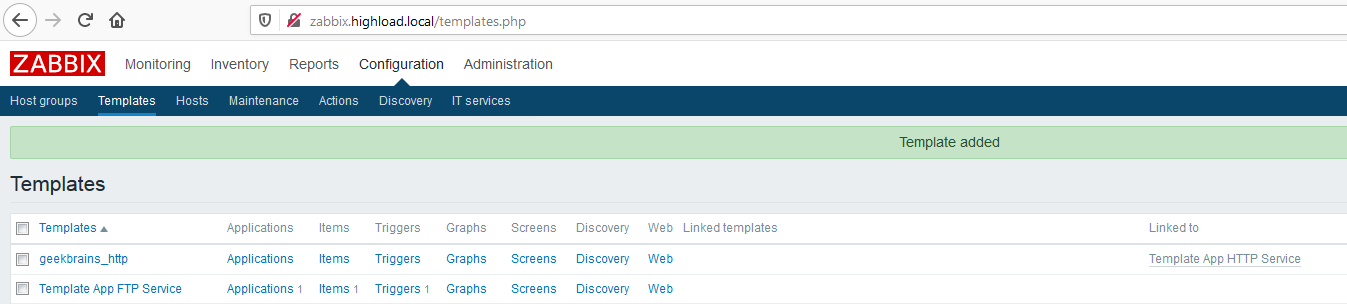 zabbix.highload.local/templates.php
ZABBIX Monitoring Inventory Reports Configuration Administration
Host groups Templates Hosts Maintenance Actions Discovery IT services
Template added
Templates
Templates Applications Items Triggers Graphs Screens Discovery Web Linked templates Linked to
geekbrains_http Applications Items Triggers Graphs Screens Discovery Web Template App HTTP Service
Template App FTP Service Applications 1 Items 1 Triggers 1 Graphs Screens Discovery Web